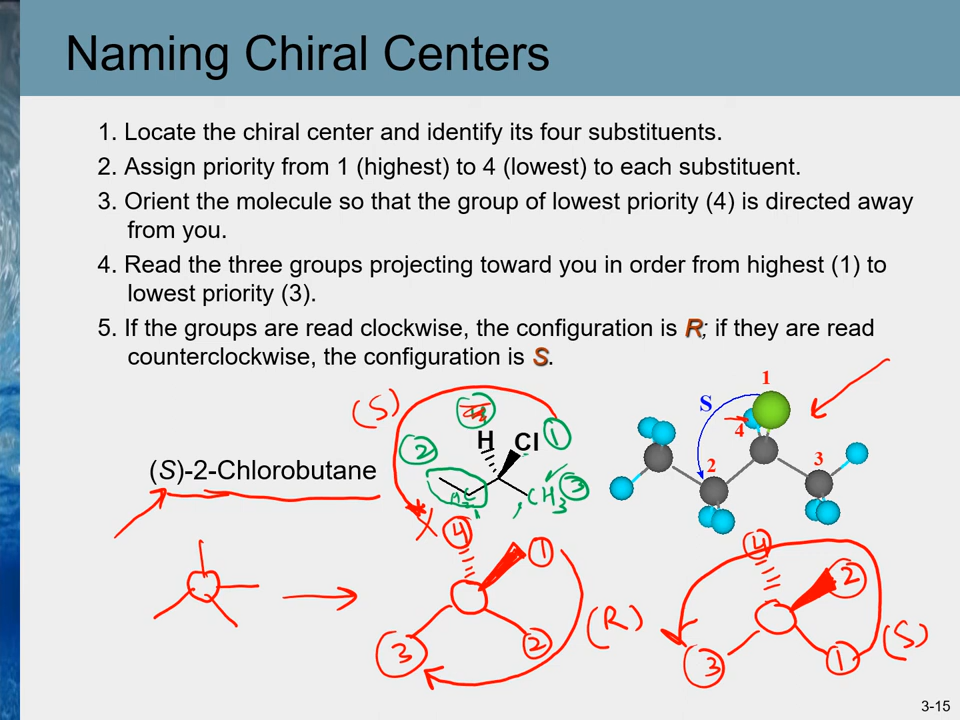 Naming Chiral Centers
1. Locate the chiral center and identify its four substituents.
2. Assign priority from 1 (highest) to 4 (lowest) to each substituent.
3. Orient the molecule so that the group of lowest priority (4) is directed away
from you.
4. Read the three groups projecting toward you in order from highest (1) to
lowest priority (3).
5. If the groups are read clockwise, the configuration is R; if they are read
counterclockwise, the configuration is S.
(S)
1
S
4
H Cl
1
2
(S)-2-Chlorobutane
2
3
CH3 3
4
1
3
2
(R)
4
2
3
1
(S)
3-15